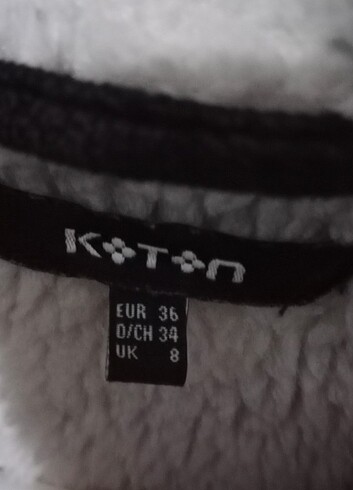 KOTON
EUR 36
D/CH 34
UK 8